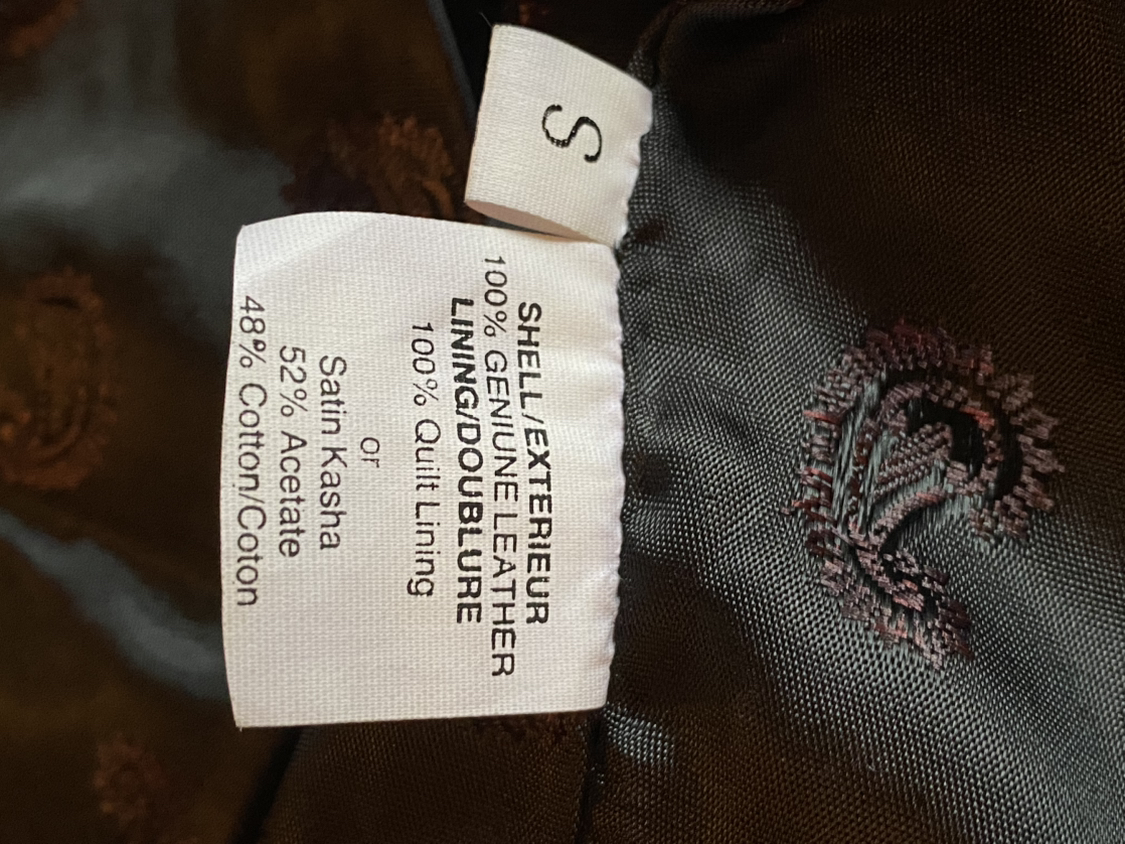 S
SHELL/EXTERIEUR
100% GENIUNE LEATHER
LINING/DOUBLURE
100% Quilt Lining
or
Satin Kasha
52% Acetate
48% Cotton/Coton